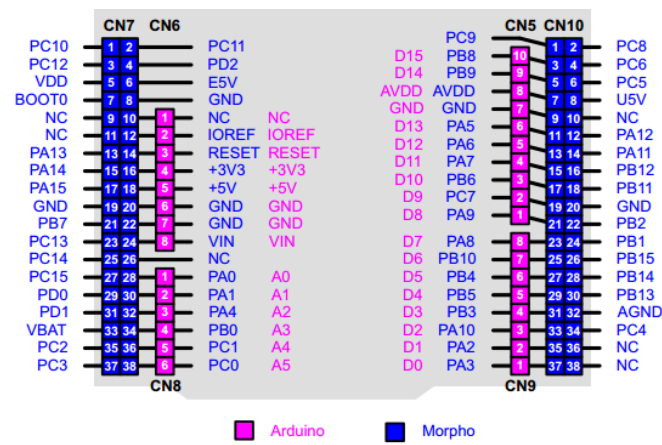 CN7 CN6 CN5 CN10
PC9
PC10 1 2 PC11 D15 PB8 10 1 2 PC8
PC12 3 4 PD2 D14 PB9 9 3 4 PC6
VDD 5 6 E5V AVDD AVDD 8 5 6 PC5
BOOT0 7 8 GND GND GND 7 7 8 U5V
NC 9 10 1 NC NC D13 PA5 6 9 10 NC
NC 11 12 2 IOREF IOREF D12 PA6 5 11 12 PA12
PA13 13 14 3 RESET RESET D11 PA7 4 13 14 PA11
PA14 15 16 4 +3V3 +3V3 D10 PB6 3 15 16 PB12
PA15 17 18 5 +5V +5V D9 PC7 2 17 18 PB11
GND 19 20 6 GND GND D8 PA9 1 19 20 GND
PB7 21 22 7 GND GND 21 22 PB2
PC13 23 24 8 VIN VIN D7 PA8 8 23 24 PB1
PC14 25 26 NC D6 PB10 7 25 26 PB15
PC15 27 28 1 PA0 A0 D5 PB4 6 27 28 PB14
PD0 29 30 2 PA1 A1 D4 PB5 5 29 30 PB13
PD1 31 32 3 PA4 A2 D3 PB3 4 31 32 AGND
VBAT 33 34 4 PB0 A3 D2 PA10 3 33 34 PC4
PC2 35 36 5 PC1 A4 D1 PA2 2 35 36 NC
PC3 37 38 6 PC0 A5 D0 PA3 1 37 38 NC
CN8 CN9
Arduino Morpho